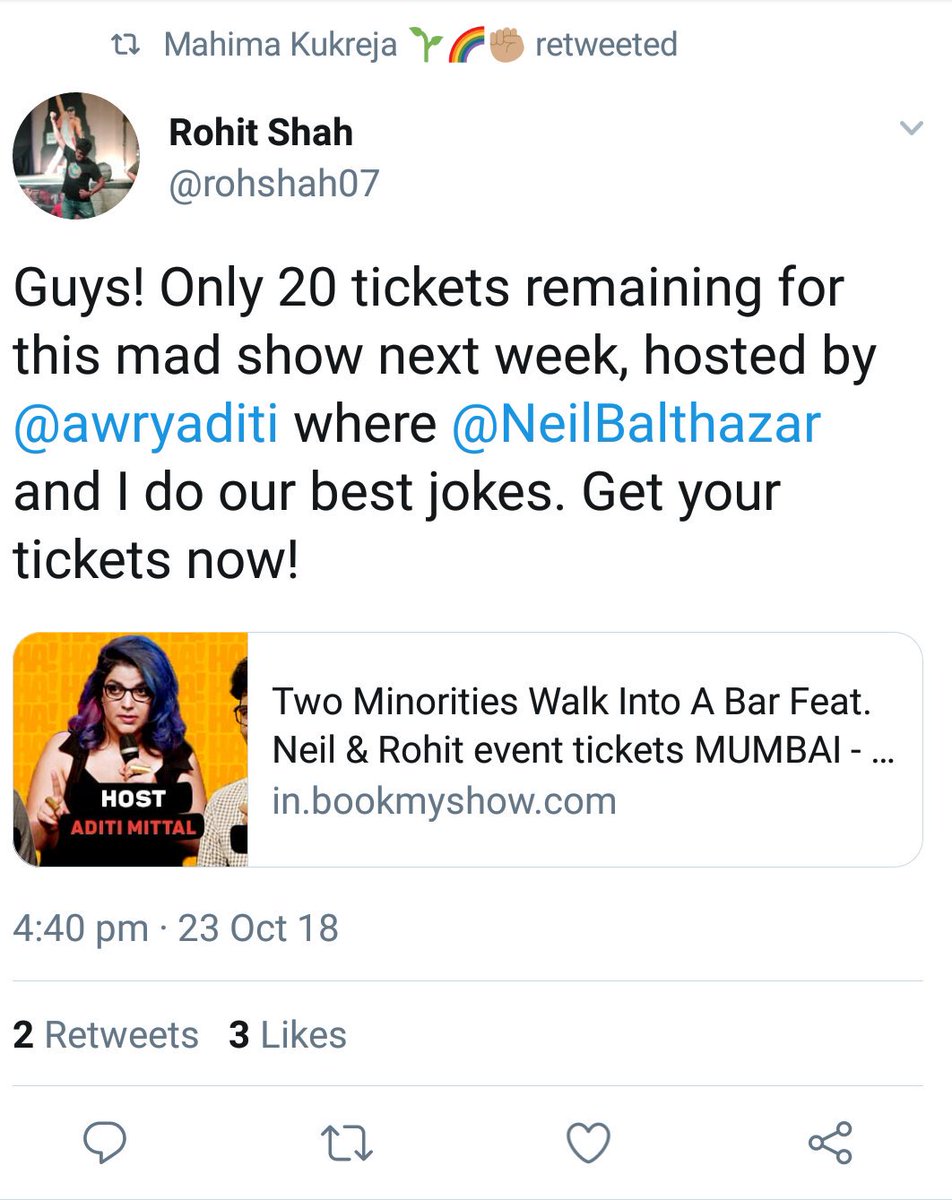 Mahima Kukreja 🌱🌈✊🏽 retweeted
Rohit Shah
@rohshah07
Guys! Only 20 tickets remaining for
this mad show next week, hosted by
@awryaditi where @NeilBalthazar
and I do our best jokes. Get your
tickets now!
HOST
ADITI MITTAL
Two Minorities Walk Into A Bar Feat.
Neil & Rohit event tickets MUMBAI - ...
in.bookmyshow.com
4:40 pm · 23 Oct 18
2 Retweets 3 Likes